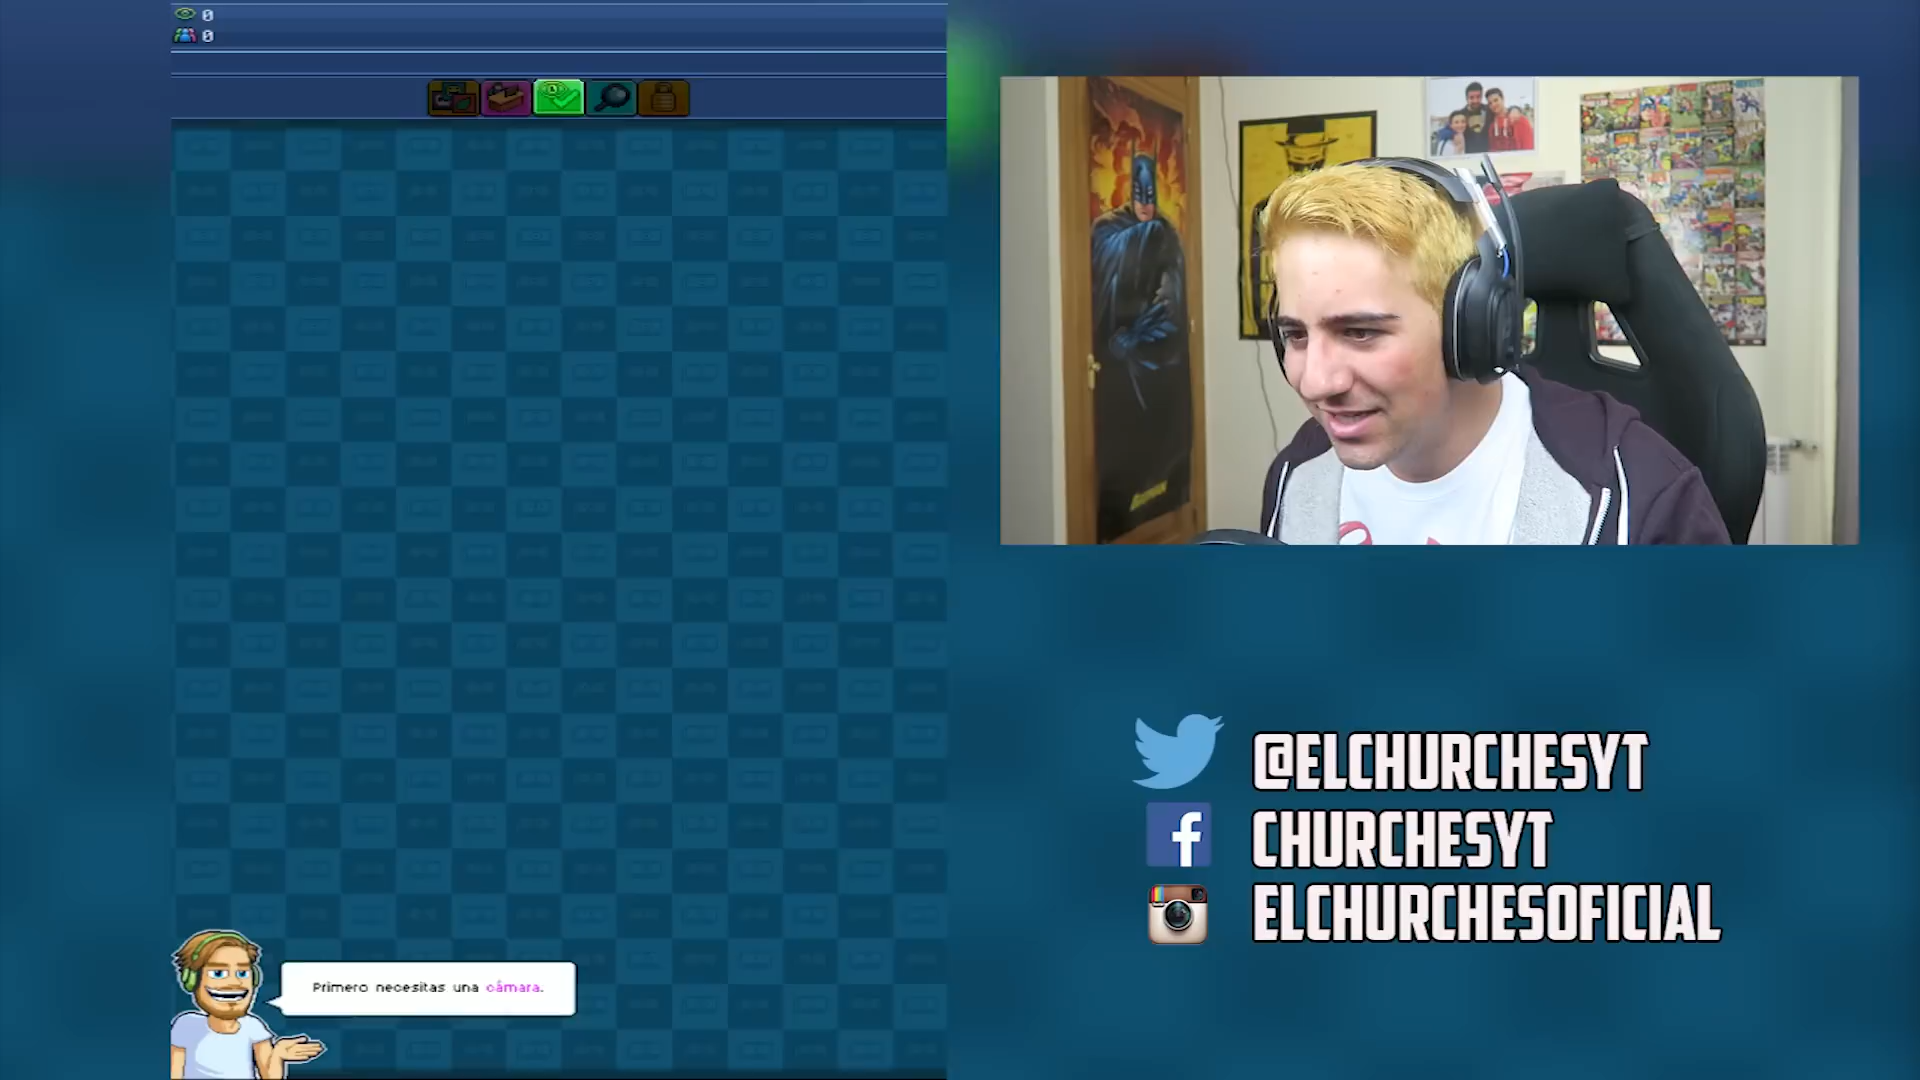 0
0
Primero necesitas una cámara.
@ELCHURCHESYT
CHURCHESYT
ELCHURCHESOFICIAL